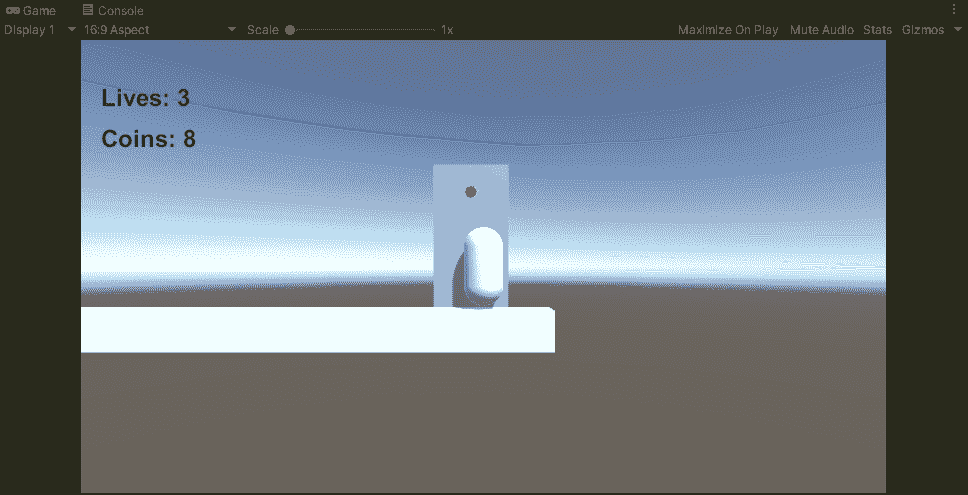 Game Console
Display 1 16:9 Aspect Scale 1x Maximize On Play Mute Audio Stats Gizmos
Lives: 3
Coins: 8